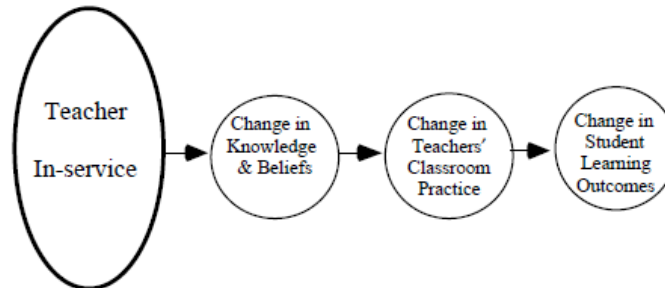 Teacher
In-service
Change in
Knowledge
& Beliefs
Change in
Teachers'
Classroom
Practice
Change in
Student
Learning
Outcomes